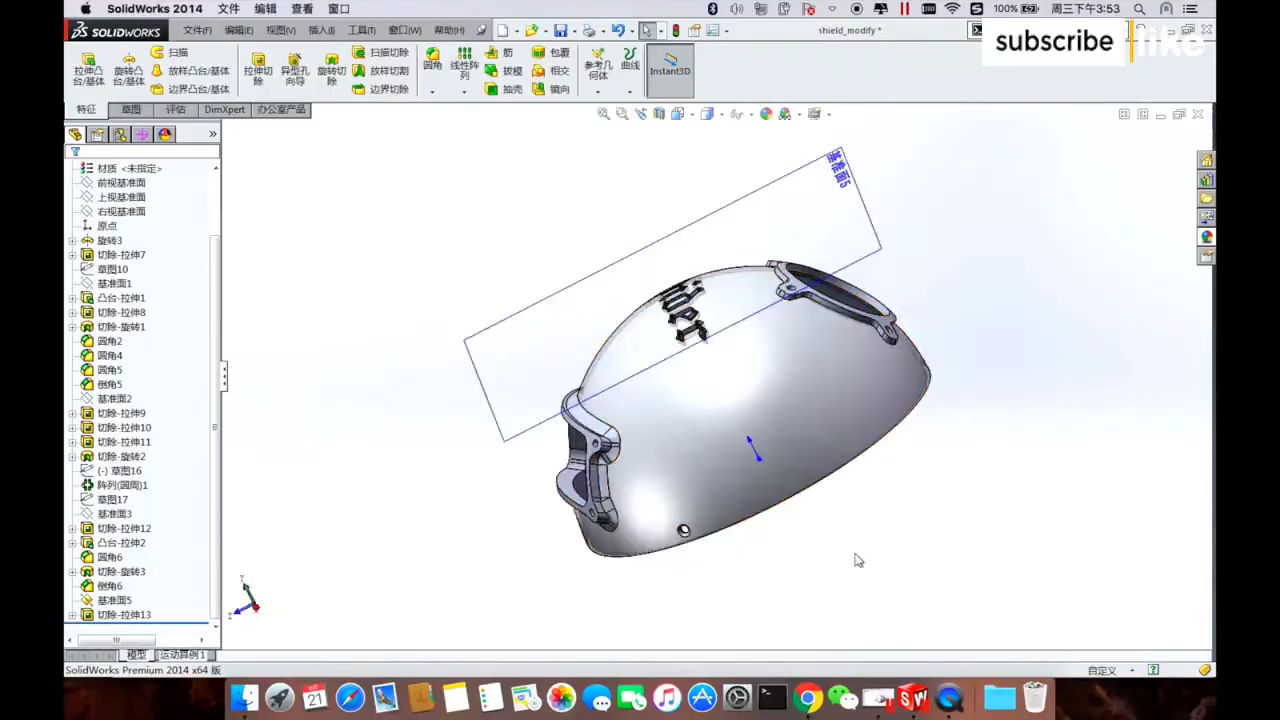 SolidWorks 2014 文件 编辑 查看 窗口
100% 周三下午3:53
SOLIDWORKS 文件(F) 编辑(E) 视图(V) 插入(I) 工具(T) 窗口(W) 帮助(H)
shield_modify *
subscribe like
拉伸凸台/基体
旋转凸台/基体
扫描
放样凸台/基体
边界凸台/基体
拉伸切除
异型孔向导
旋转切除
扫描切除
放样切割
边界切除
圆角
线性阵列
筋
拔模
抽壳
包覆
相交
镜向
参考几何体
曲线
Instant3D
特征 草图 评估 DimXpert 办公室产品
基准面5
材质 <未指定>
前视基准面
上视基准面
右视基准面
原点
旋转3
切除-拉伸7
草图10
基准面1
凸台-拉伸1
切除-拉伸8
切除-旋转1
圆角2
圆角4
圆角5
倒角5
基准面2
切除-拉伸9
切除-拉伸10
切除-拉伸11
切除-旋转2
(-) 草图16
阵列(圆周)1
草图17
基准面3
切除-拉伸12
凸台-拉伸2
圆角6
切除-旋转3
倒角6
基准面5
切除-拉伸13
Y
Z
模型 运动算例1
SolidWorks Premium 2014 x64 版
自定义
21
SW